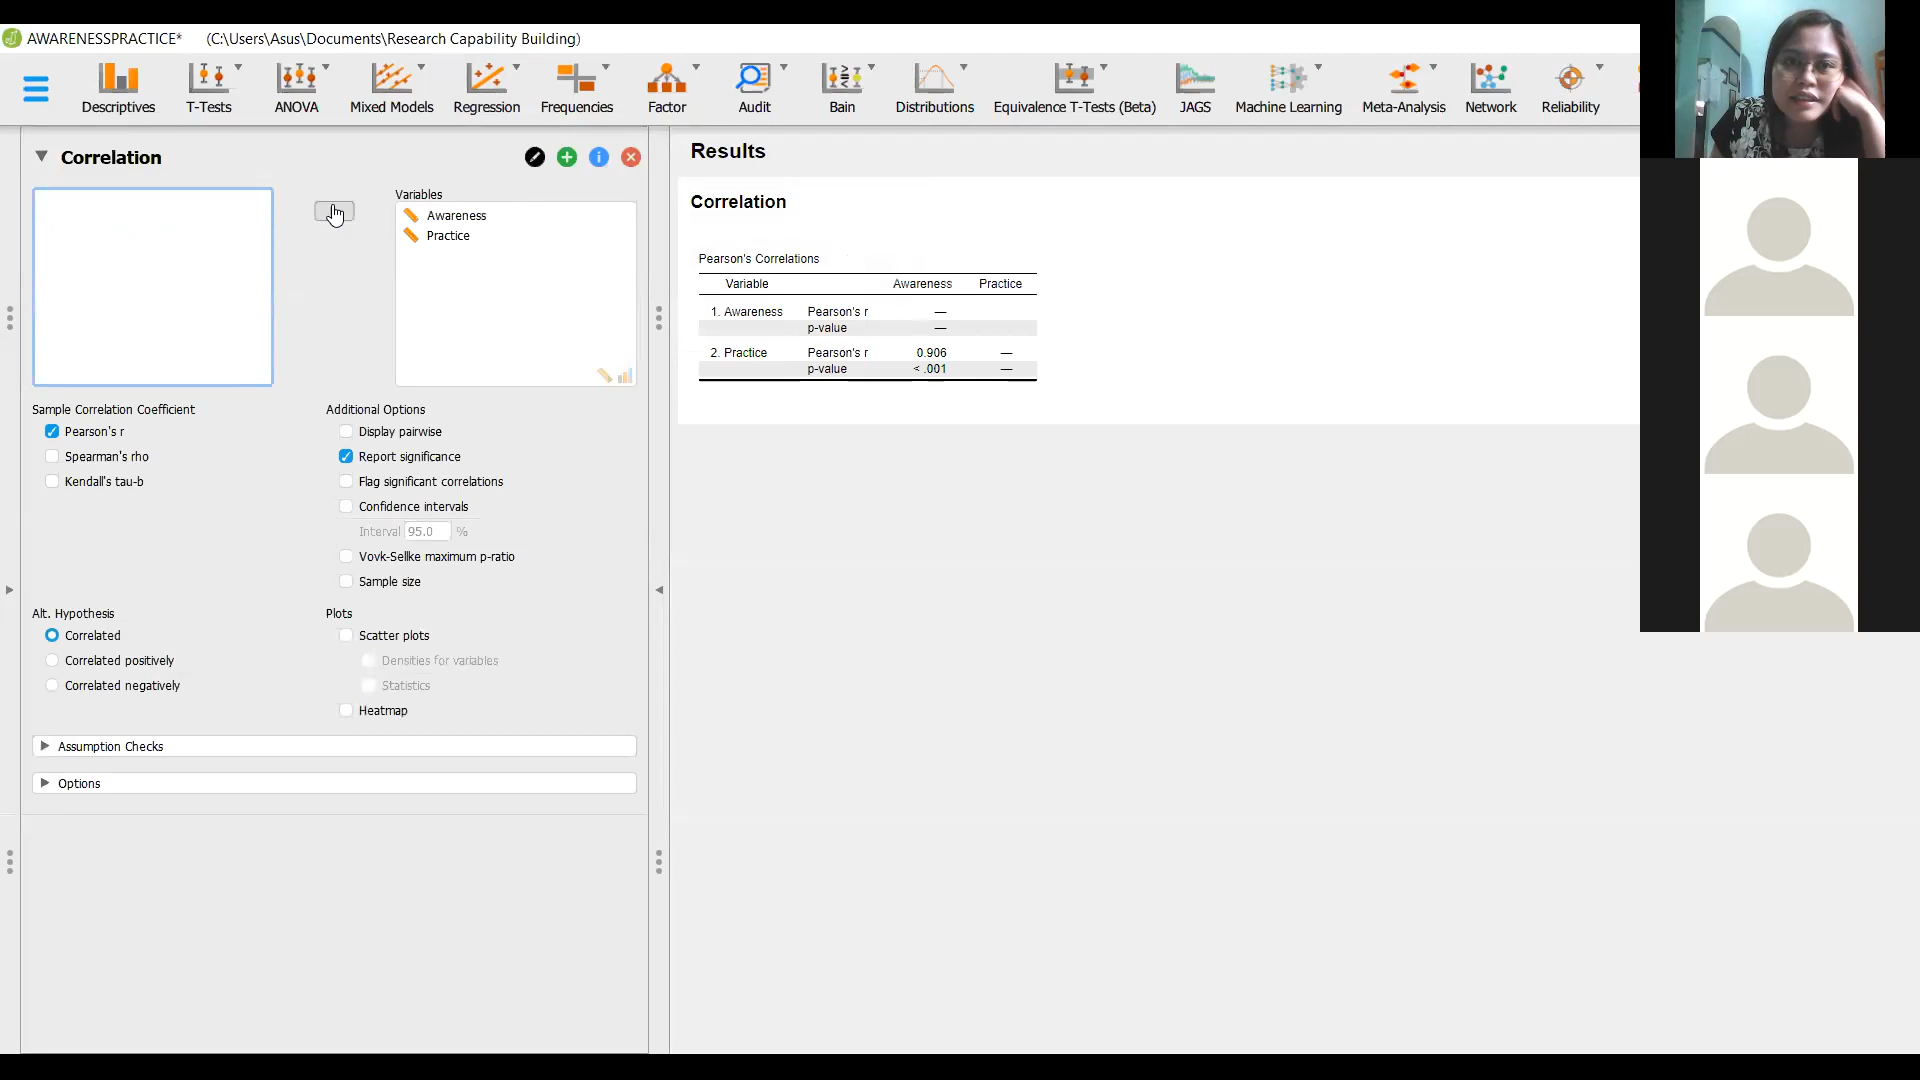 AWARENESSPRACTICE* (C:\Users\Asus\Documents\Research Capability Building)
Descriptives T-Tests ANOVA Mixed Models Regression Frequencies Factor Audit Bain Distributions Equivalence T-Tests (Beta) JAGS Machine Learning Meta-Analysis Network Reliability
Correlation
Variables
Awareness
Practice
Sample Correlation Coefficient
Pearson's r
Spearman's rho
Kendall's tau-b
Additional Options
Display pairwise
Report significance
Flag significant correlations
Confidence intervals
Interval 95.0 %
Vovk-Sellke maximum p-ratio
Sample size
Alt. Hypothesis
Correlated
Correlated positively
Correlated negatively
Plots
Scatter plots
Densities for variables
Statistics
Heatmap
Assumption Checks
Options
Results
Correlation
Pearson's Correlations
Variable Awareness Practice
1. Awareness Pearson's r —
p-value —
2. Practice Pearson's r 0.906 —
p-value < .001 —